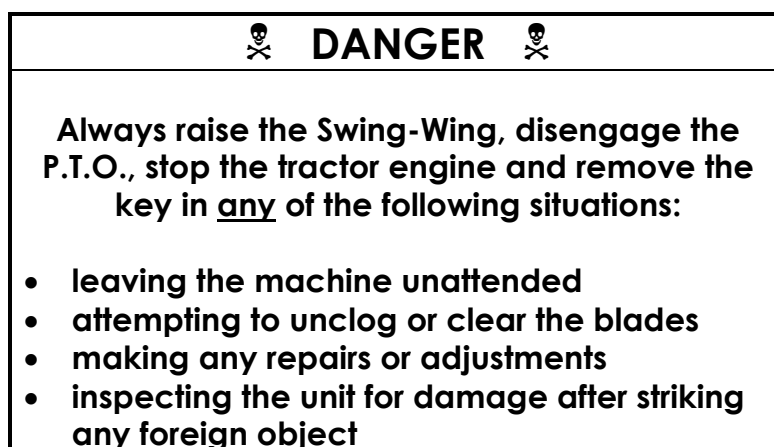 DANGER
Always raise the Swing-Wing, disengage the
P.T.O., stop the tractor engine and remove the
key in any of the following situations:
• leaving the machine unattended
• attempting to unclog or clear the blades
• making any repairs or adjustments
• inspecting the unit for damage after striking
any foreign object